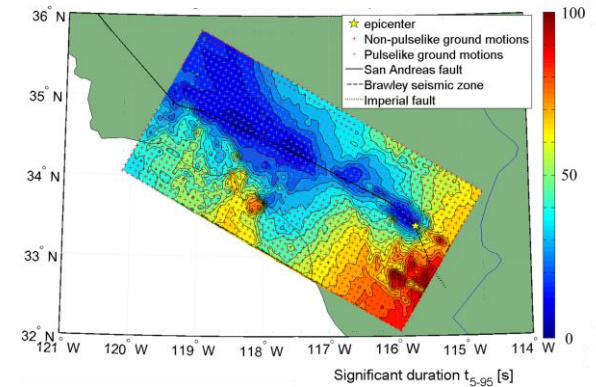 36° N
35° N
34° N
33° N
32° N
121° W
120° W
119° W
118° W
117° W
116° W
115° W
114° W
epicenter
Non-pulselike ground motions
Pulselike ground motions
San Andreas fault
Brawley seismic zone
Imperial fault
100
50
0
Significant duration t5-95 [s]